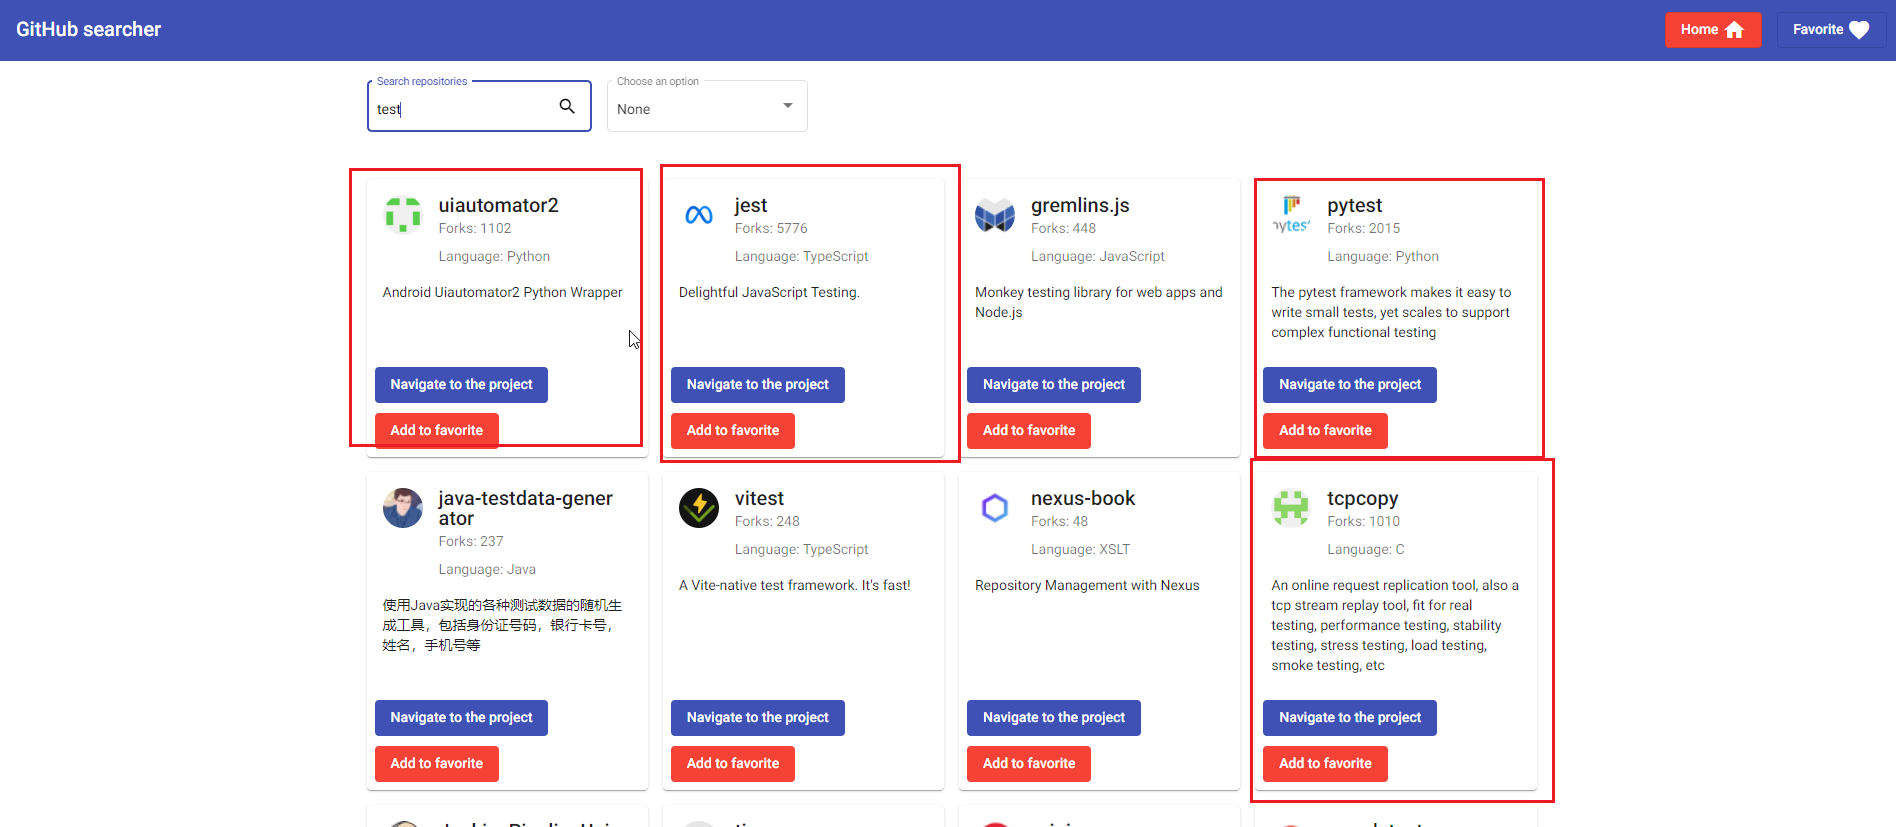 GitHub searcher
Home
Favorite
Search repositories
test
Choose an option
None
uiautomator2
Forks: 1102
Language: Python
Android Uiautomator2 Python Wrapper
Navigate to the project
Add to favorite
jest
Forks: 5776
Language: TypeScript
Delightful JavaScript Testing.
Navigate to the project
Add to favorite
gremlins.js
Forks: 448
Language: JavaScript
Monkey testing library for web apps and
Node.js
Navigate to the project
Add to favorite
pytest
Forks: 2015
Language: Python
The pytest framework makes it easy to
write small tests, yet scales to support
complex functional testing
Navigate to the project
Add to favorite
java-testdata-gener
ator
Forks: 237
Language: Java
使用Java实现的各种测试数据的随机生
成工具，包括身份证号码，银行卡号，
姓名，手机号等
Navigate to the project
Add to favorite
vitest
Forks: 248
Language: TypeScript
A Vite-native test framework. It's fast!
Navigate to the project
Add to favorite
nexus-book
Forks: 48
Language: XSLT
Repository Management with Nexus
Navigate to the project
Add to favorite
tcpcopy
Forks: 1010
Language: C
An online request replication tool, also a
tcp stream replay tool, fit for real
testing, performance testing, stability
testing, stress testing, load testing,
smoke testing, etc
Navigate to the project
Add to favorite